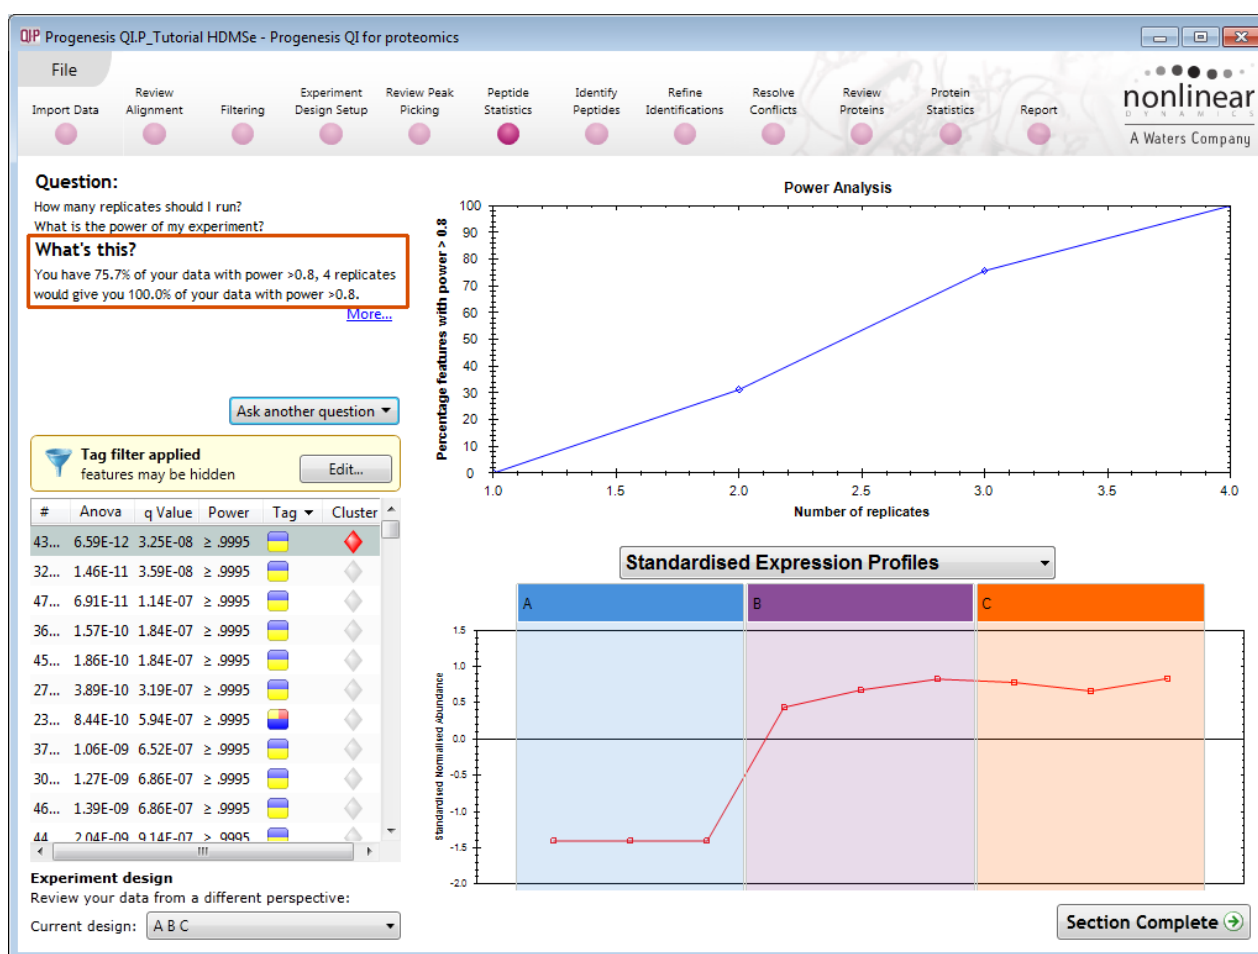 Progenesis QI.P_Tutorial HDMSe - Progenesis QI for proteomics
File
nonlinear
DYNAMICS
A Waters Company
Import Data
Review Alignment
Filtering
Experiment Design Setup
Review Peak Picking
Peptide Statistics
Identify Peptides
Refine Identifications
Resolve Conflicts
Review Proteins
Protein Statistics
Report
Question:
How many replicates should I run?
What is the power of my experiment?
What's this?
You have 75.7% of your data with power >0.8, 4 replicates
would give you 100.0% of your data with power >0.8.
More...
Ask another question
Tag filter applied
features may be hidden
Edit...
# Anova q Value Power Tag Cluster
43... 6.59E-12 3.25E-08 ≥ .9995
32... 1.46E-11 3.59E-08 ≥ .9995
47... 6.91E-11 1.14E-07 ≥ .9995
36... 1.57E-10 1.84E-07 ≥ .9995
45... 1.86E-10 1.84E-07 ≥ .9995
27... 3.89E-10 3.19E-07 ≥ .9995
23... 8.44E-10 5.94E-07 ≥ .9995
37... 1.06E-09 6.52E-07 ≥ .9995
30... 1.27E-09 6.86E-07 ≥ .9995
46... 1.39E-09 6.86E-07 ≥ .9995
44 2.04E-09 9.14E-07 ≥ .9995
Experiment design
Review your data from a different perspective:
Current design: A B C
Power Analysis
Percentage features with power > 0.8
100
90
80
70
60
50
40
30
20
10
0
1.0 1.5 2.0 2.5 3.0 3.5 4.0
Number of replicates
Standardised Expression Profiles
A B C
Standardised Normalised Abundance
1.5
1.0
0.5
0.0
-0.5
-1.0
-1.5
-2.0
Section Complete